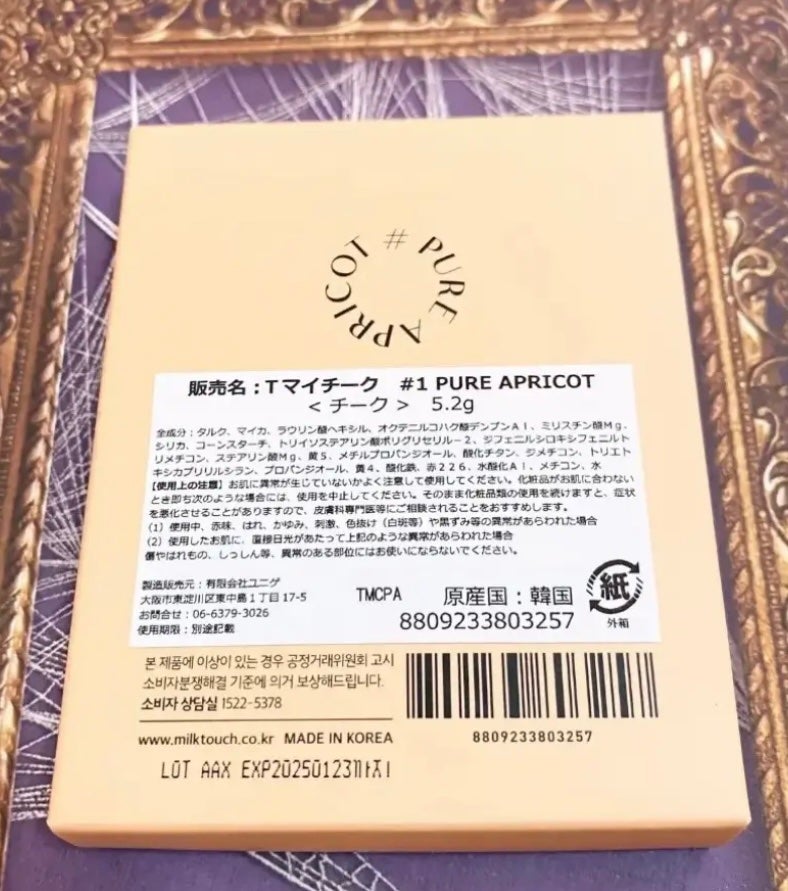 # PURE APRICOT
販売名:Tマイチーク #1 PURE APRICOT
<チーク> 5.2g
全成分:タルク、マイカ、ラウリン酸ヘキシル、オクテニルコハク酸デンプンAl、ミリスチン酸Mg、
シリカ、コーンスターチ、トリイソステアリン酸ポリグリセリル-2、ジフェニルシロキシフェニルト
リメチコン、ステアリン酸Mg、黄5、メチルプロパンジオール、酸化チタン、ジメチコン、トリエト
キシカプリリルシラン、プロパンジオール、黄4、酸化鉄、赤226、水酸化Al、メチコン、水
【使用上の注意】お肌に異常が生じていないかよく注意して使用してください。化粧品がお肌に合わない
とき即ち次のような場合には、使用を中止してください。そのまま化粧品類の使用を続けますと、症状
を悪化させることがありますので、皮膚科専門医等にご相談されることをおすすめします。
(1)使用中、赤味、はれ、かゆみ、刺激、色抜け(白斑等)や黒ずみ等の異常があらわれた場合
(2)使用したお肌に、直接日光があたって上記のような異常があらわれた場合
傷やはれもの、しっしん等、異常のある部位にはお使いにならないでください。
製造販売元:有限会社ユニゲ
大阪市東淀川区東中島1丁目17-5
お問合せ:06-6379-3026
使用期限:別途記載
TMCPA
原産国:韓国
8809233803257
紙
外箱
본 제품에 이상이 있는 경우 공정거래위원회 고시
소비자분쟁해결 기준에 의거 보상해드립니다.
소비자 상담실 1522-5378
www.milktouch.co.kr MADE IN KOREA
8809233803257
LOT AAX EXP20250123까지